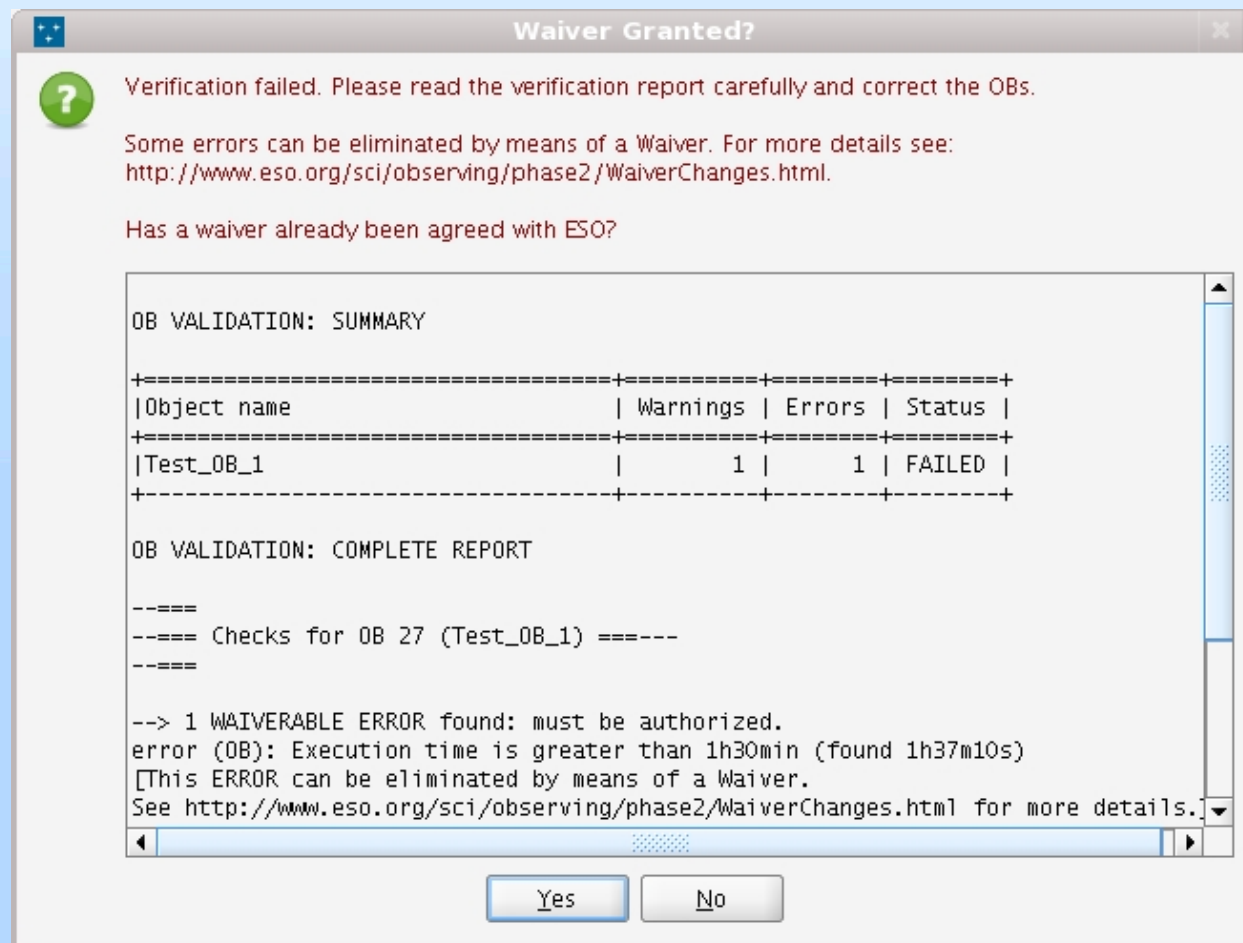 Waiver Granted?
Verification failed. Please read the verification report carefully and correct the OBs.
Some errors can be eliminated by means of a Waiver. For more details see:
http://www.eso.org/sci/observing/phase2/WaiverChanges.html.
Has a waiver already been agreed with ESO?
OB VALIDATION: SUMMARY
+===================================+==========+========+========+
|Object name | Warnings | Errors | Status |
+===================================+==========+========+========+
|Test_OB_1 | 1 | 1 | FAILED |
+-----------------------------------+----------+--------+--------+
OB VALIDATION: COMPLETE REPORT
--===
--=== Checks for OB 27 (Test_OB_1) ===---
--===
--> 1 WAIVERABLE ERROR found: must be authorized.
error (OB): Execution time is greater than 1h30min (found 1h37m10s)
[This ERROR can be eliminated by means of a Waiver.
See http://www.eso.org/sci/observing/phase2/WaiverChanges.html for more details.]
Yes No